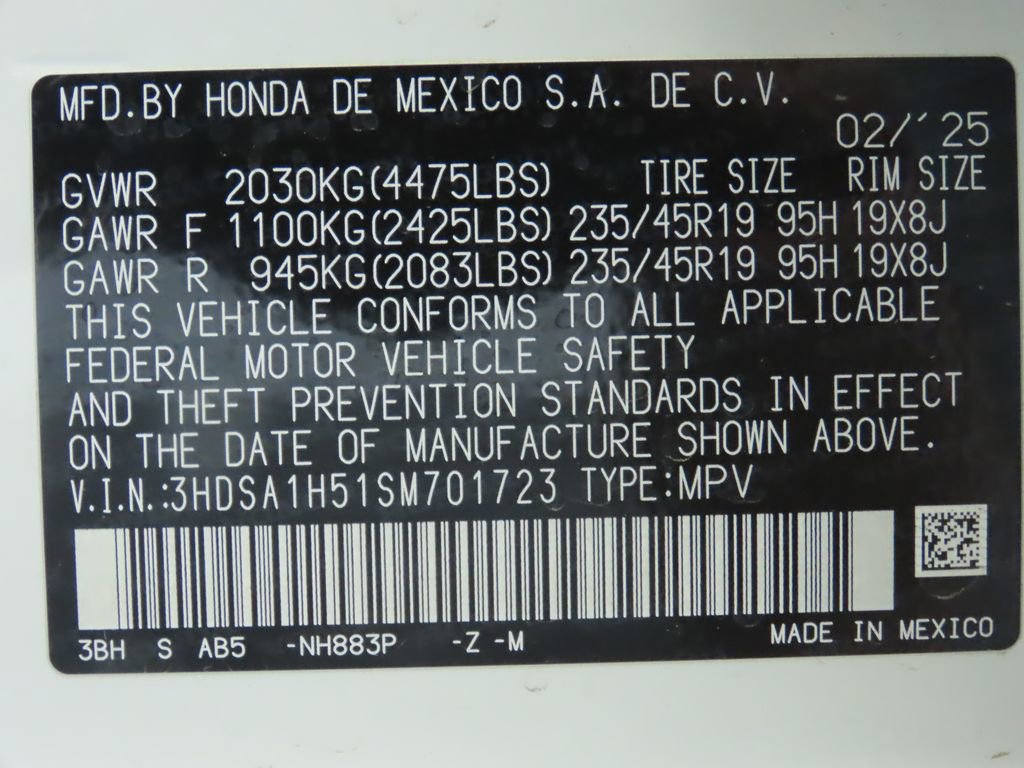 MFD.BY HONDA DE MEXICO S.A. DE C.V.
02/'25
GVWR 2030KG(4475LBS) TIRE SIZE RIM SIZE
GAWR F 1100KG(2425LBS) 235/45R19 95H 19X8J
GAWR R 945KG(2083LBS) 235/45R19 95H 19X8J
THIS VEHICLE CONFORMS TO ALL APPLICABLE
FEDERAL MOTOR VEHICLE SAFETY
AND THEFT PREVENTION STANDARDS IN EFFECT
ON THE DATE OF MANUFACTURE SHOWN ABOVE.
V.I.N.:3HDSA1H51SM701723 TYPE:MPV
3BH S AB5 -NH883P -Z -M MADE IN MEXICO